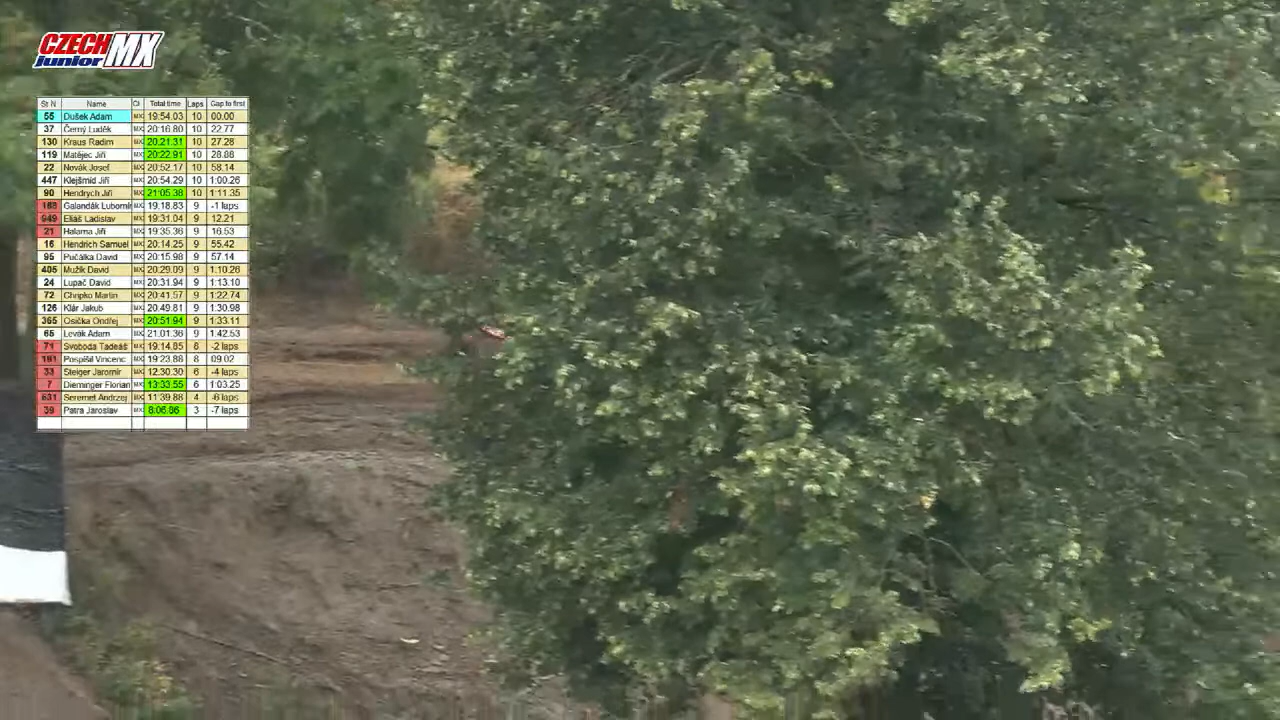 CZECH MX
junior
St N Name Cl Total time Laps Gap to first
55 Dušek Adam MX 19:54.03 10 00.00
37 Černý Luděk MX 20:16.80 10 22.77
130 Kraus Radim MX 20:21.31 10 27.28
119 Matějec Jiří MX 20:22.91 10 28.88
22 Novák Josef MX 20:52.17 10 58.14
447 Klejšmid Jiří MX 20:54.29 10 1:00.26
90 Hendrych Jiří MX 21:05.38 10 1:11.35
168 Galandák Lubomír MX 19:18.83 9 -1 laps
949 Eliáš Ladislav MX 19:31.04 9 12.21
21 Halama Jiří MX 19:35.36 9 16.53
16 Hendrich Samuel MX 20:14.25 9 55.42
95 Pučálka David MX 20:15.98 9 57.14
405 Mužík David MX 20:29.09 9 1:10.26
24 Lupač David MX 20:31.94 9 1:13.10
72 Chripko Martin MX 20:41.57 9 1:22.74
126 Klár Jakub MX 20:49.81 9 1:30.98
365 Osička Ondřej MX 20:51.94 9 1:33.11
65 Levák Adam MX 21:01.36 9 1:42.53
71 Svoboda Tadeáš MX 19:14.85 8 -2 laps
191 Pospíšil Vincenc MX 19:23.88 8 09.02
33 Steiger Jaromír MX 12:30.30 6 -4 laps
7 Dieminger Florian MX 13:33.55 6 1:03.25
631 Seremet Andrzej MX 11:39.88 4 -6 laps
39 Patra Jaroslav MX 8:06.86 3 -7 laps